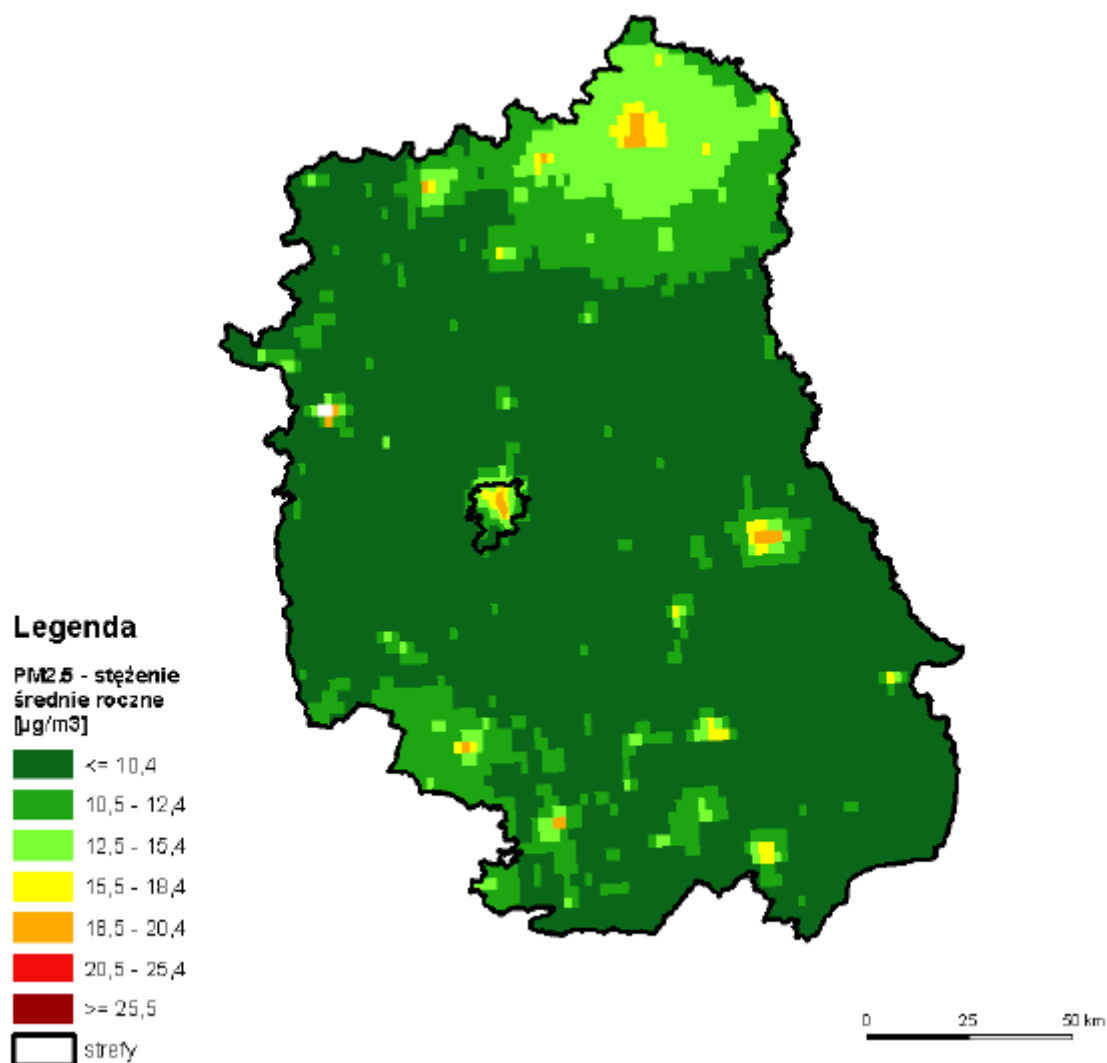 Legenda
PM2.5 - stężenie
średnie roczne
[µg/m3]
<= 10,4
10,5 - 12,4
12,5 - 15,4
15,5 - 18,4
18,5 - 20,4
20,5 - 25,4
>= 25,5
strefy
0 25 50 km